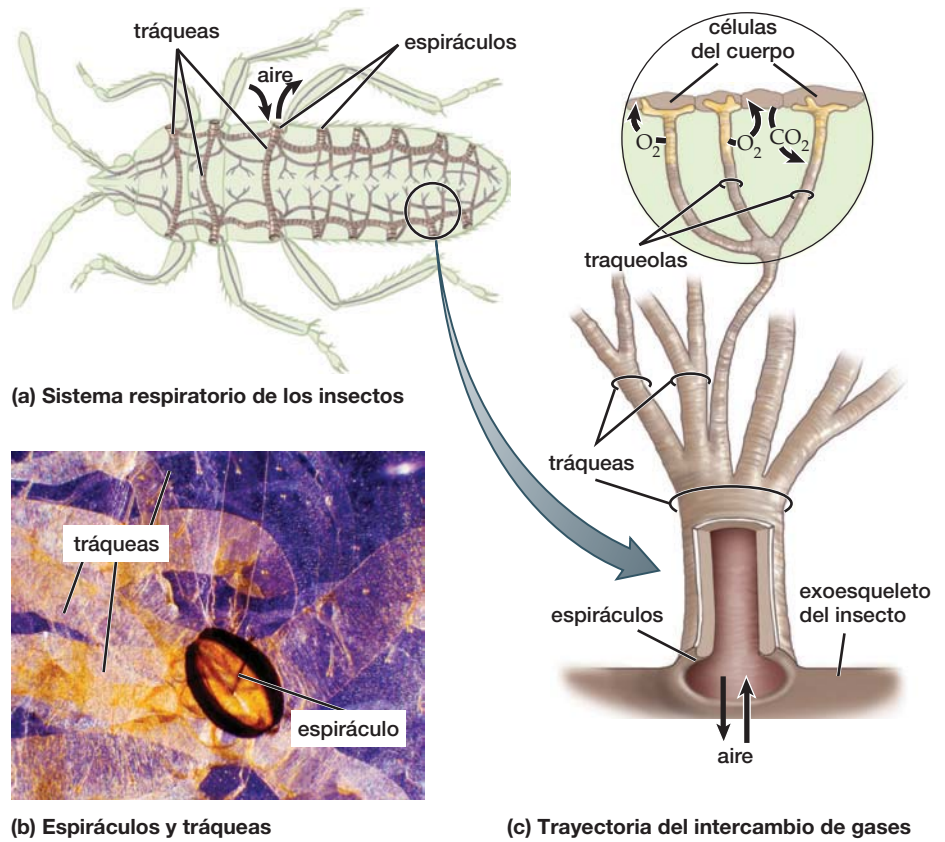 tráqueas
espiráculos
aire
(a) Sistema respiratorio de los insectos
tráqueas
espiráculo
(b) Espiráculos y tráqueas
células
del cuerpo
O₂
O₂
CO₂
traqueolas
tráqueas
espiráculos
exoesqueleto
del insecto
aire
(c) Trayectoria del intercambio de gases